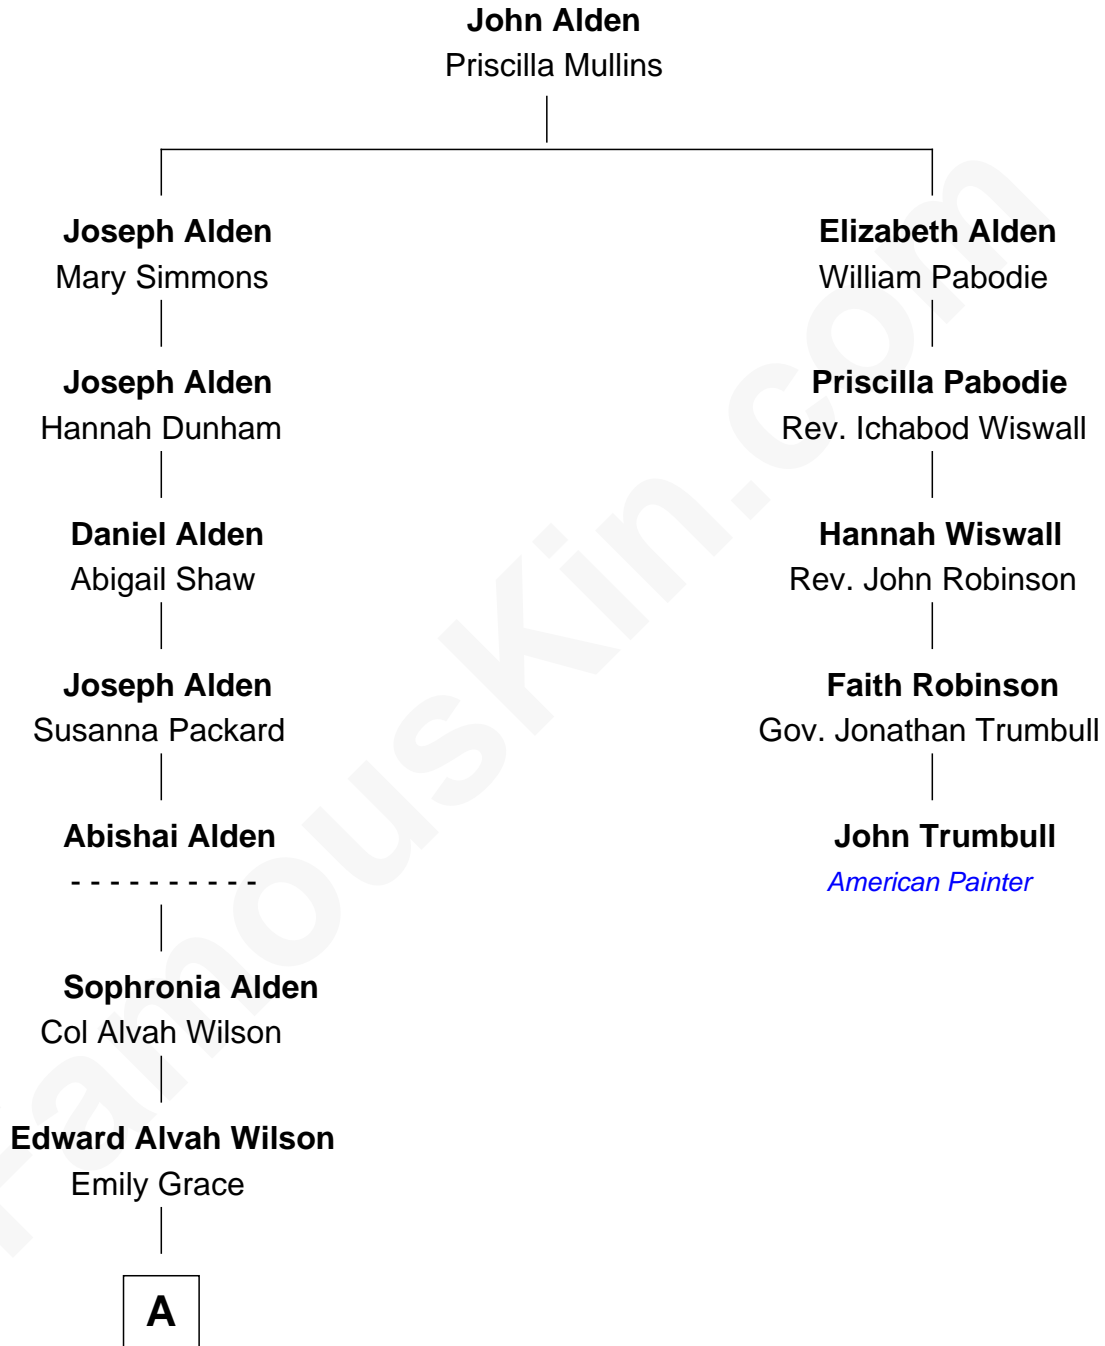 John Alden
Priscilla Mullins
Joseph Alden
Mary Simmons
Elizabeth Alden
William Pabodie
Joseph Alden
Hannah Dunham
Priscilla Pabodie
Rev. Ichabod Wiswall
Daniel Alden
Abigail Shaw
Hannah Wiswall
Rev. John Robinson
Joseph Alden
Susanna Packard
Faith Robinson
Gov. Jonathan Trumbull
Abishai Alden
- - - - - - - - - -
John Trumbull
American Painter
Sophronia Alden
Col Alvah Wilson
Edward Alvah Wilson
Emily Grace
A
FamousKin.com